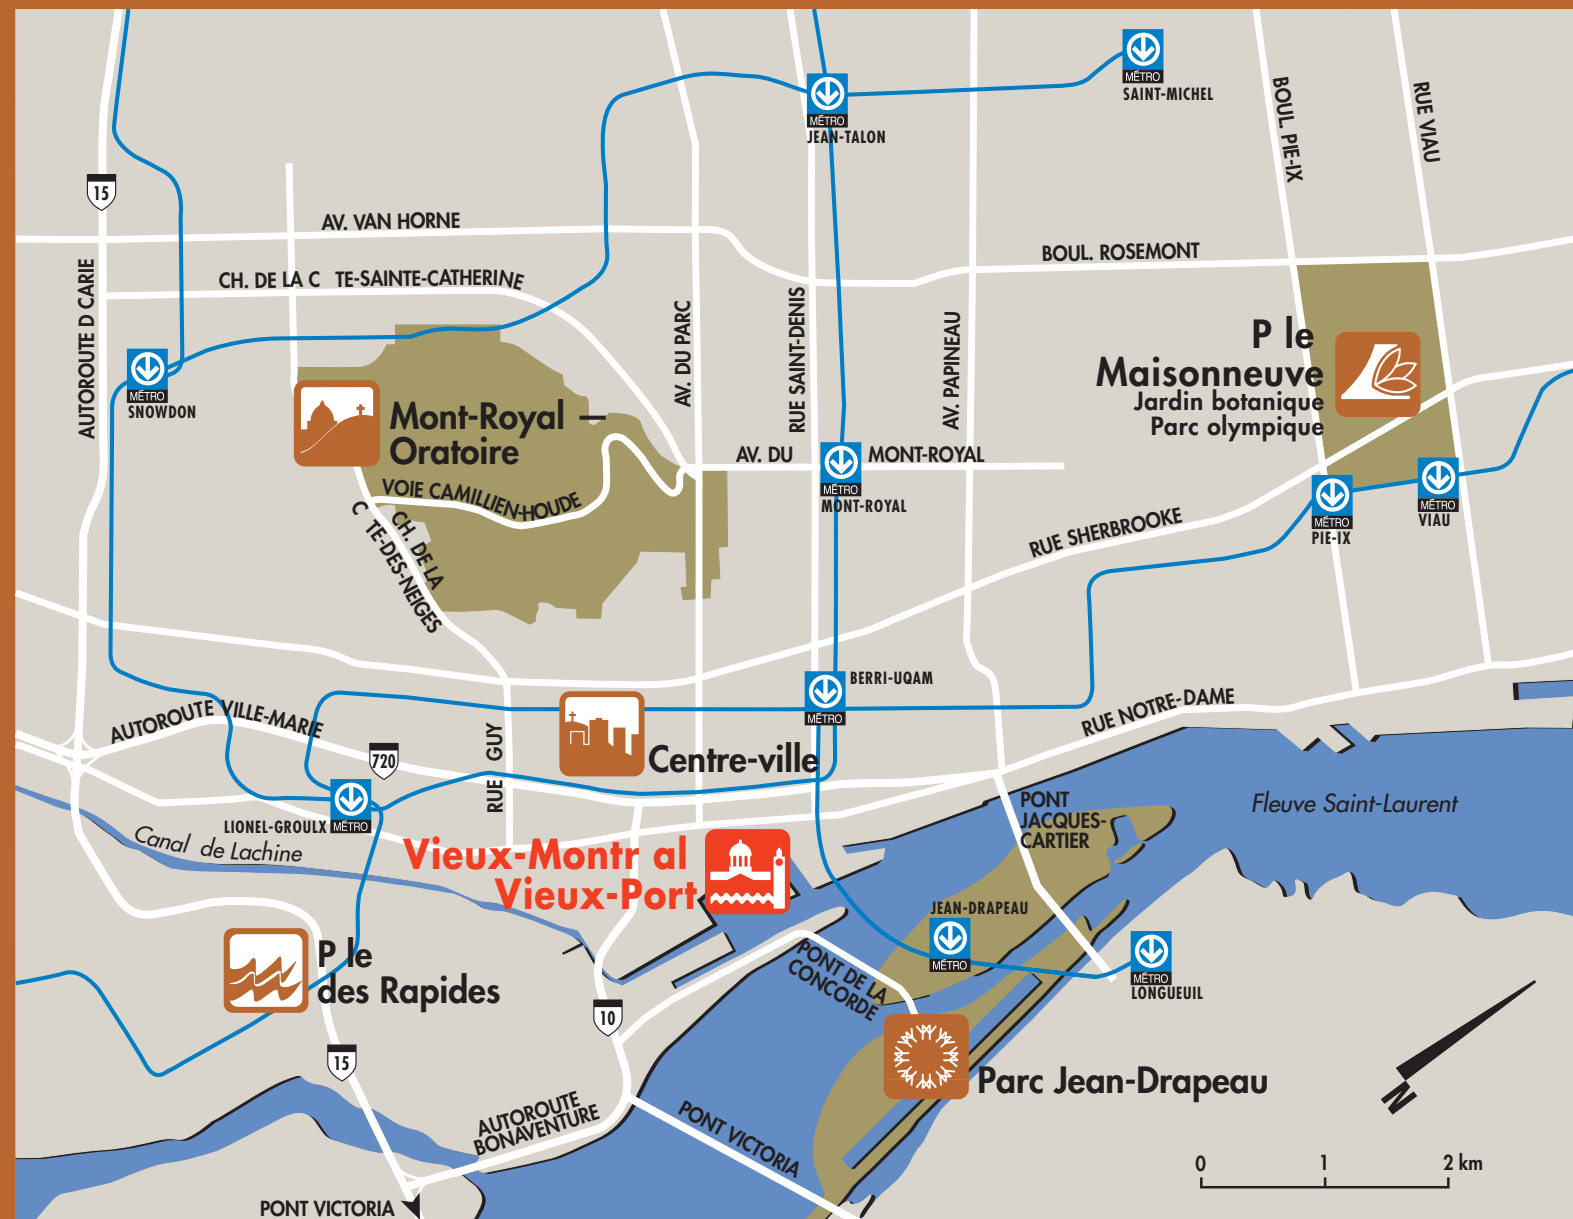 MÉTRO
SAINT-MICHEL
MÉTRO
JEAN-TALON
BOUL. PIE-IX
RUE VIAU
15
AV. VAN HORNE
BOUL. ROSEMONT
CH. DE LA C TE-SAINTE-CATHERINE
AUTOROUTE D CARIE
AV. DU PARC
RUE SAINT-DENIS
AV. PAPINEAU
P le
Maisonneuve
Jardin botanique
Parc olympique
MÉTRO
SNOWDON
Mont-Royal —
Oratoire
AV. DU MONT-ROYAL
MÉTRO
MONT-ROYAL
VOIE CAMILLIEN-HOUDE
CH. DE LA
C TE-DES-NEIGES
RUE SHERBROOKE
MÉTRO
PIE-IX
MÉTRO
VIAU
BERRI-UQAM
MÉTRO
AUTOROUTE VILLE-MARIE
720
RUE GUY
Centre-ville
RUE NOTRE-DAME
LIONEL-GROULX
MÉTRO
Canal de Lachine
PONT
JACQUES-
CARTIER
Fleuve Saint-Laurent
Vieux-Montr al
Vieux-Port
JEAN-DRAPEAU
MÉTRO
MÉTRO
LONGUEUIL
P le
des Rapides
PONT DE LA
CONCORDE
10
15
Parc Jean-Drapeau
N
AUTOROUTE
BONAVENTURE
PONT VICTORIA
PONT VICTORIA
0 1 2 km